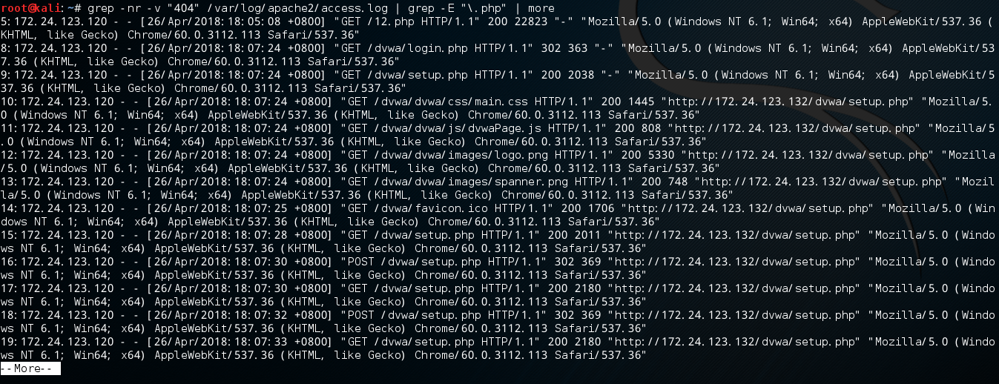 root@kali:~# grep -nr -v "404" /var/log/apache2/access.log | grep -E "\.php" | more
5:172.24.123.120 - - [26/Apr/2018:18:05:08 +0800] "GET /12.php HTTP/1.1" 200 22823 "-" "Mozilla/5.0 (Windows NT 6.1; Win64; x64) AppleWebKit/537.36 (
KHTML, like Gecko) Chrome/60.0.3112.113 Safari/537.36"
8:172.24.123.120 - - [26/Apr/2018:18:07:24 +0800] "GET /dvwa/login.php HTTP/1.1" 302 363 "-" "Mozilla/5.0 (Windows NT 6.1; Win64; x64) AppleWebKit/53
7.36 (KHTML, like Gecko) Chrome/60.0.3112.113 Safari/537.36"
9:172.24.123.120 - - [26/Apr/2018:18:07:24 +0800] "GET /dvwa/setup.php HTTP/1.1" 200 2038 "-" "Mozilla/5.0 (Windows NT 6.1; Win64; x64) AppleWebKit/5
37.36 (KHTML, like Gecko) Chrome/60.0.3112.113 Safari/537.36"
10:172.24.123.120 - - [26/Apr/2018:18:07:24 +0800] "GET /dvwa/dvwa/css/main.css HTTP/1.1" 200 1445 "http://172.24.123.132/dvwa/setup.php" "Mozilla/5.
0 (Windows NT 6.1; Win64; x64) AppleWebKit/537.36 (KHTML, like Gecko) Chrome/60.0.3112.113 Safari/537.36"
11:172.24.123.120 - - [26/Apr/2018:18:07:24 +0800] "GET /dvwa/dvwa/js/dvwaPage.js HTTP/1.1" 200 808 "http://172.24.123.132/dvwa/setup.php" "Mozilla/5
.0 (Windows NT 6.1; Win64; x64) AppleWebKit/537.36 (KHTML, like Gecko) Chrome/60.0.3112.113 Safari/537.36"
12:172.24.123.120 - - [26/Apr/2018:18:07:24 +0800] "GET /dvwa/dvwa/images/logo.png HTTP/1.1" 200 5330 "http://172.24.123.132/dvwa/setup.php" "Mozilla
/5.0 (Windows NT 6.1; Win64; x64) AppleWebKit/537.36 (KHTML, like Gecko) Chrome/60.0.3112.113 Safari/537.36"
13:172.24.123.120 - - [26/Apr/2018:18:07:24 +0800] "GET /dvwa/dvwa/images/spanner.png HTTP/1.1" 200 748 "http://172.24.123.132/dvwa/setup.php" "Mozil
la/5.0 (Windows NT 6.1; Win64; x64) AppleWebKit/537.36 (KHTML, like Gecko) Chrome/60.0.3112.113 Safari/537.36"
14:172.24.123.120 - - [26/Apr/2018:18:07:25 +0800] "GET /dvwa/favicon.ico HTTP/1.1" 200 1706 "http://172.24.123.132/dvwa/setup.php" "Mozilla/5.0 (Win
dows NT 6.1; Win64; x64) AppleWebKit/537.36 (KHTML, like Gecko) Chrome/60.0.3112.113 Safari/537.36"
15:172.24.123.120 - - [26/Apr/2018:18:07:28 +0800] "GET /dvwa/setup.php HTTP/1.1" 200 2011 "http://172.24.123.132/dvwa/setup.php" "Mozilla/5.0 (Windo
ws NT 6.1; Win64; x64) AppleWebKit/537.36 (KHTML, like Gecko) Chrome/60.0.3112.113 Safari/537.36"
16:172.24.123.120 - - [26/Apr/2018:18:07:30 +0800] "POST /dvwa/setup.php HTTP/1.1" 302 369 "http://172.24.123.132/dvwa/setup.php" "Mozilla/5.0 (Windo
ws NT 6.1; Win64; x64) AppleWebKit/537.36 (KHTML, like Gecko) Chrome/60.0.3112.113 Safari/537.36"
17:172.24.123.120 - - [26/Apr/2018:18:07:30 +0800] "GET /dvwa/setup.php HTTP/1.1" 200 2180 "http://172.24.123.132/dvwa/setup.php" "Mozilla/5.0 (Windo
ws NT 6.1; Win64; x64) AppleWebKit/537.36 (KHTML, like Gecko) Chrome/60.0.3112.113 Safari/537.36"
18:172.24.123.120 - - [26/Apr/2018:18:07:32 +0800] "POST /dvwa/setup.php HTTP/1.1" 302 369 "http://172.24.123.132/dvwa/setup.php" "Mozilla/5.0 (Windo
ws NT 6.1; Win64; x64) AppleWebKit/537.36 (KHTML, like Gecko) Chrome/60.0.3112.113 Safari/537.36"
19:172.24.123.120 - - [26/Apr/2018:18:07:33 +0800] "GET /dvwa/setup.php HTTP/1.1" 200 2180 "http://172.24.123.132/dvwa/setup.php" "Mozilla/5.0 (Windo
ws NT 6.1; Win64; x64) AppleWebKit/537.36 (KHTML, like Gecko) Chrome/60.0.3112.113 Safari/537.36"
--More--